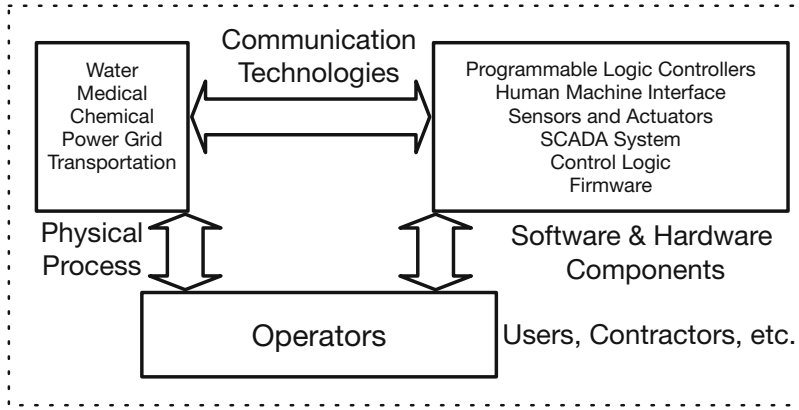 Communication
Technologies
Water
Medical
Chemical
Power Grid
Transportation
Programmable Logic Controllers
Human Machine Interface
Sensors and Actuators
SCADA System
Control Logic
Firmware
Physical
Process
Software & Hardware
Components
Operators
Users, Contractors, etc.